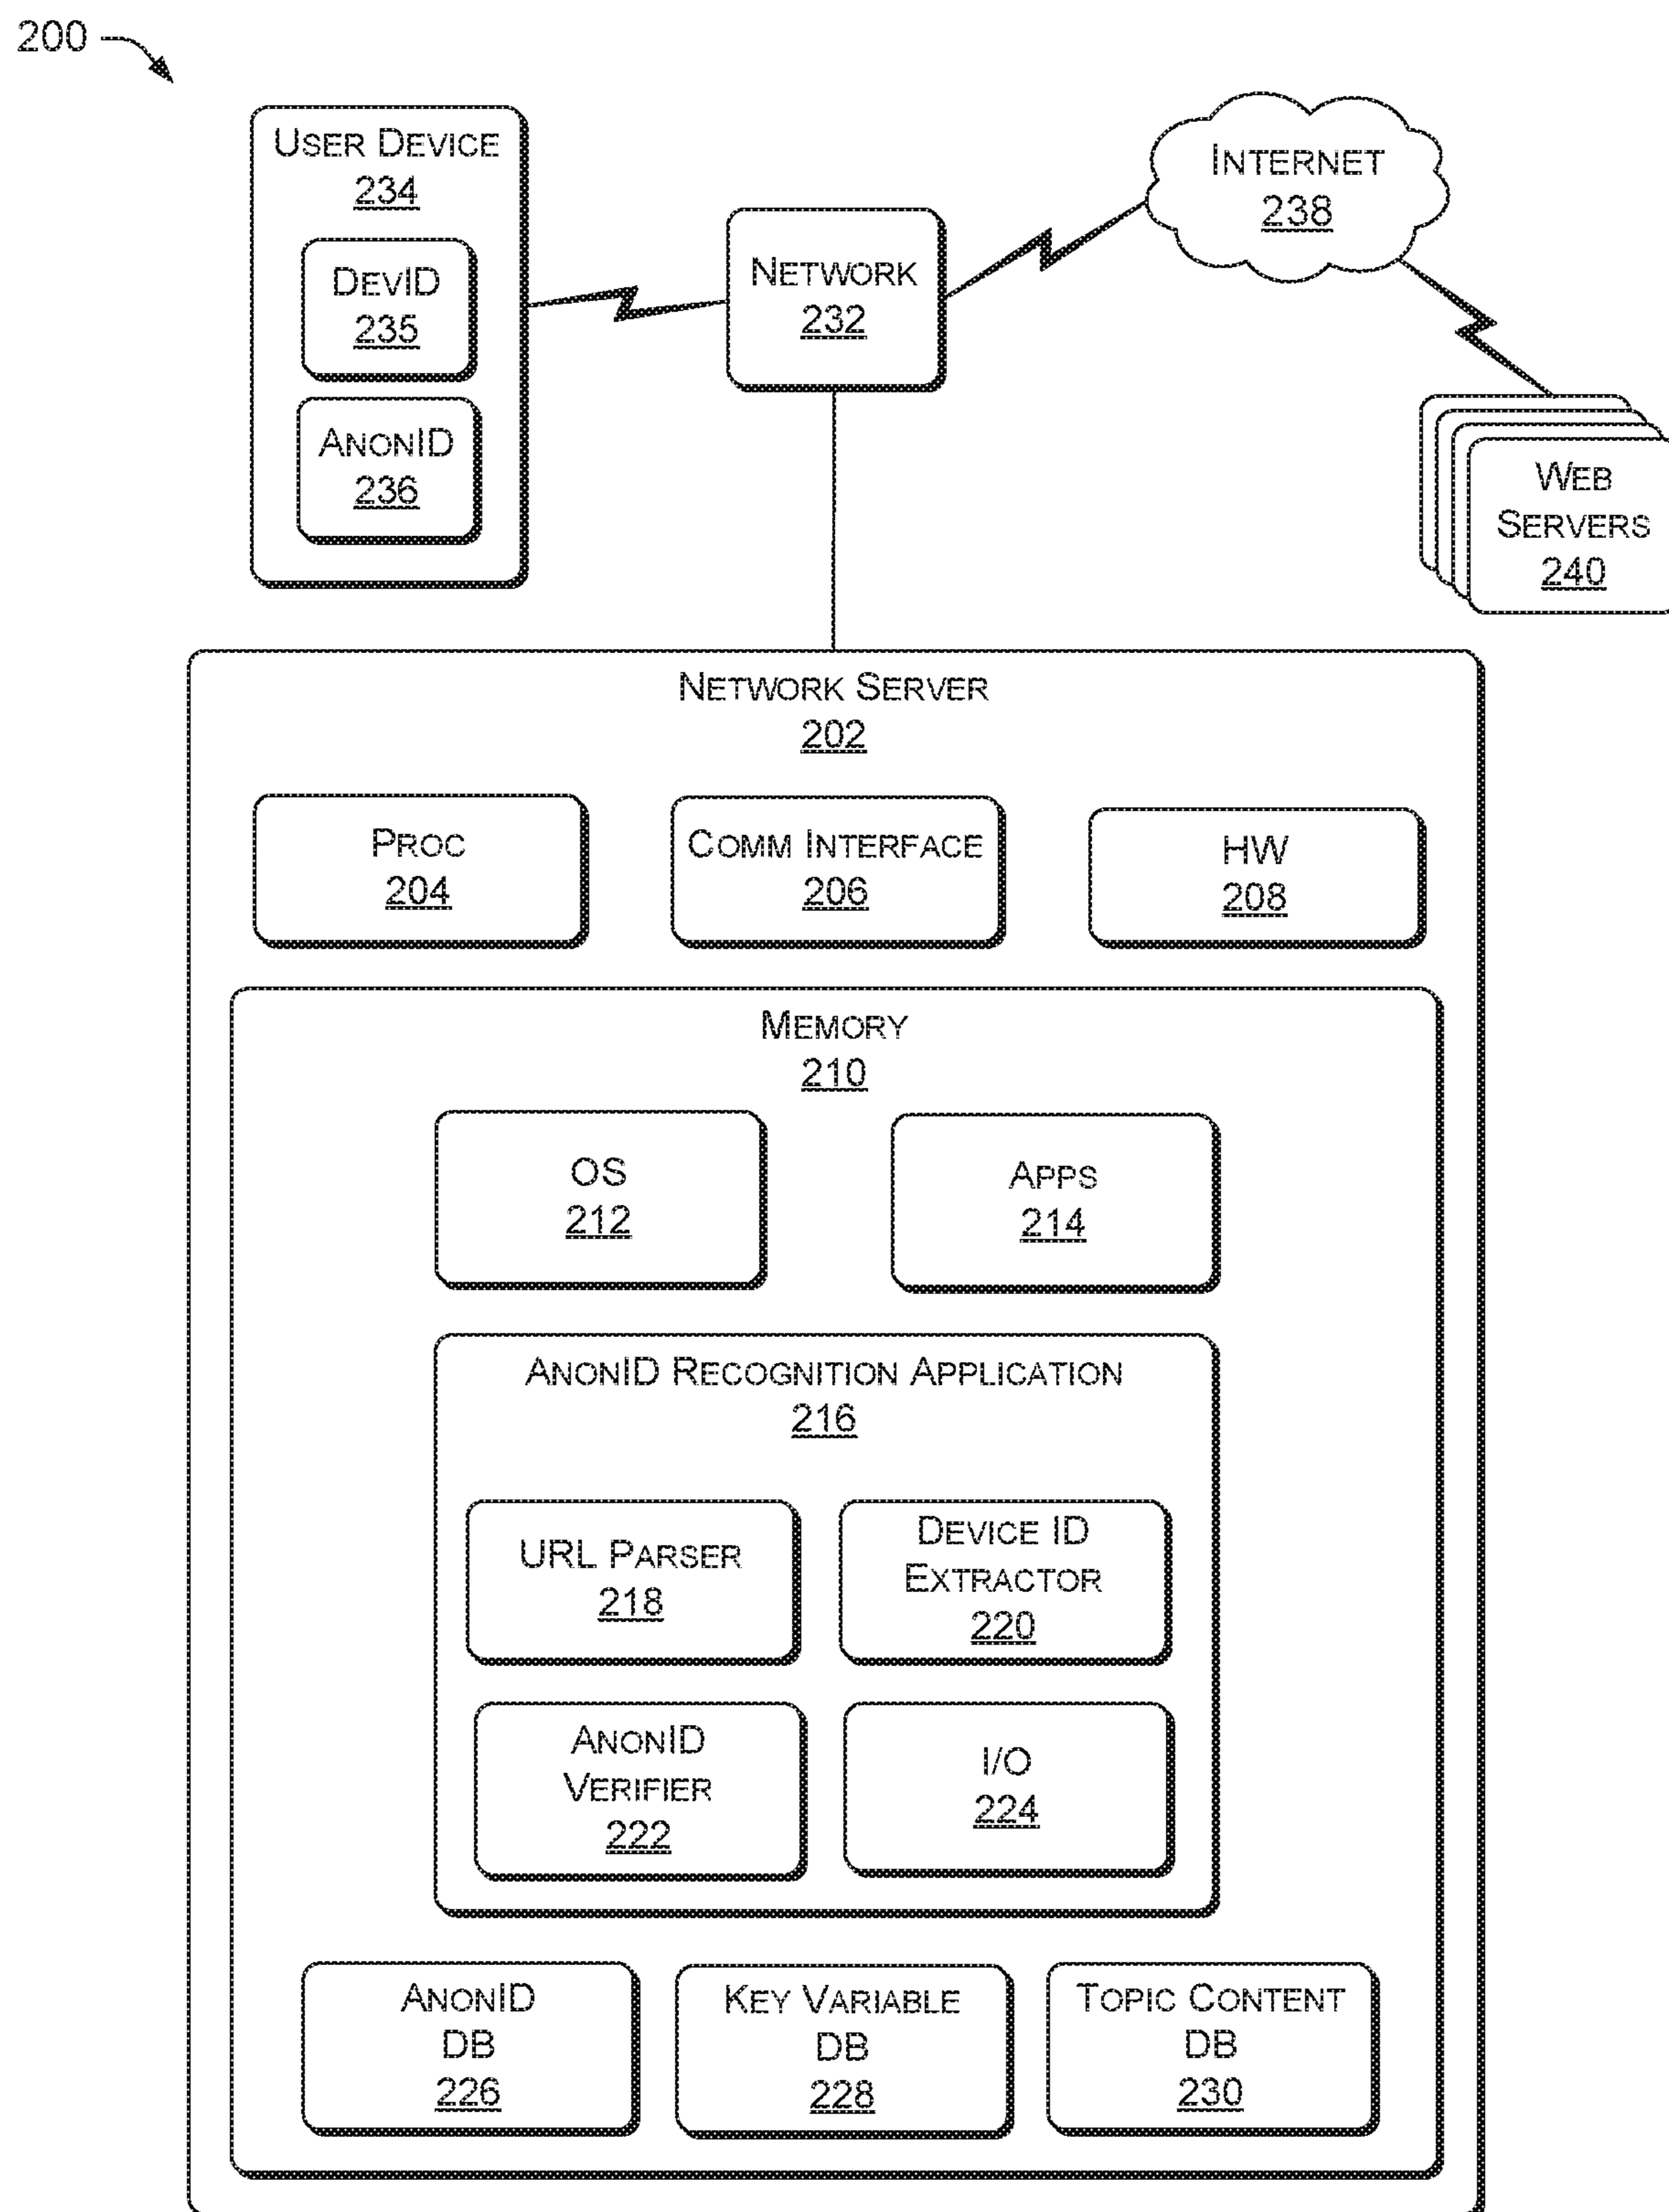 200
USER DEVICE
234
DEVID
235
ANONID
236
NETWORK
232
INTERNET
238
WEB
SERVERS
240
NETWORK SERVER
202
PROC
204
COMM INTERFACE
206
HW
208
MEMORY
210
OS
212
APPS
214
ANONID RECOGNITION APPLICATION
216
URL PARSER
218
DEVICE ID
EXTRACTOR
220
ANONID
VERIFIER
222
I/O
224
ANONID
DB
226
KEY VARIABLE
DB
228
TOPIC CONTENT
DB
230